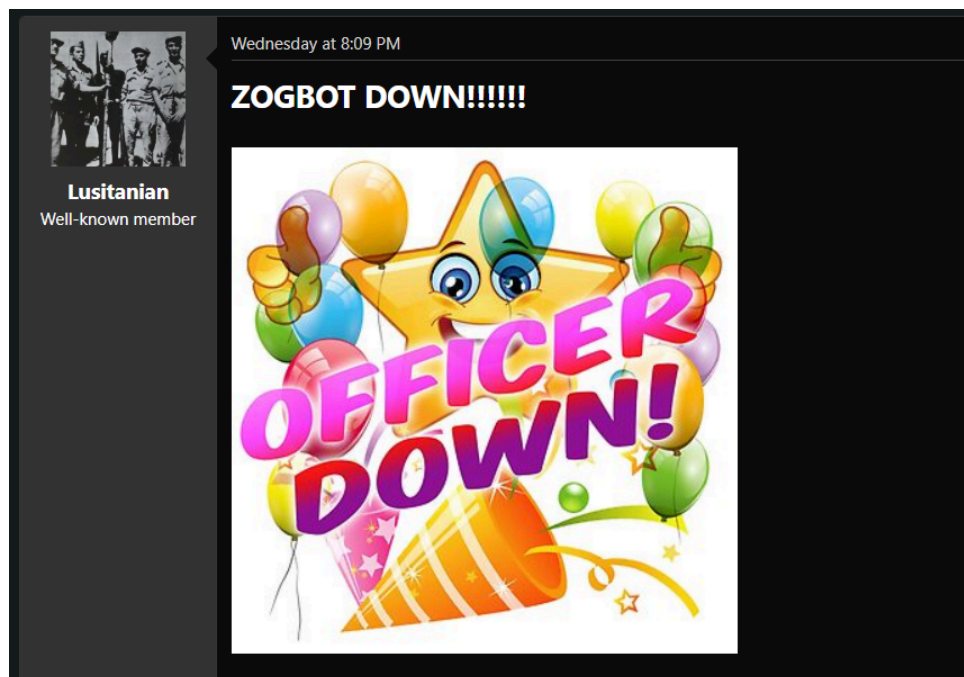 Wednesday at 8:09 PM
ZOGBOT DOWN!!!!!!
Lusitanian
Well-known member
OFFICER
DOWN!